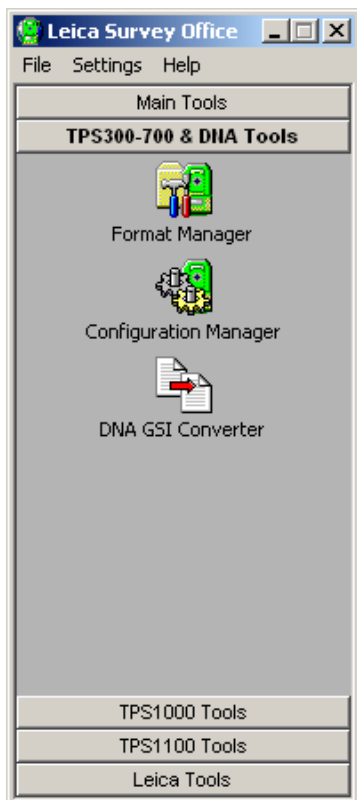 Leica Survey Office
File Settings Help
Main Tools
TPS300-700 & DNA Tools
Format Manager
Configuration Manager
DNA GSI Converter
TPS1000 Tools
TPS1100 Tools
Leica Tools